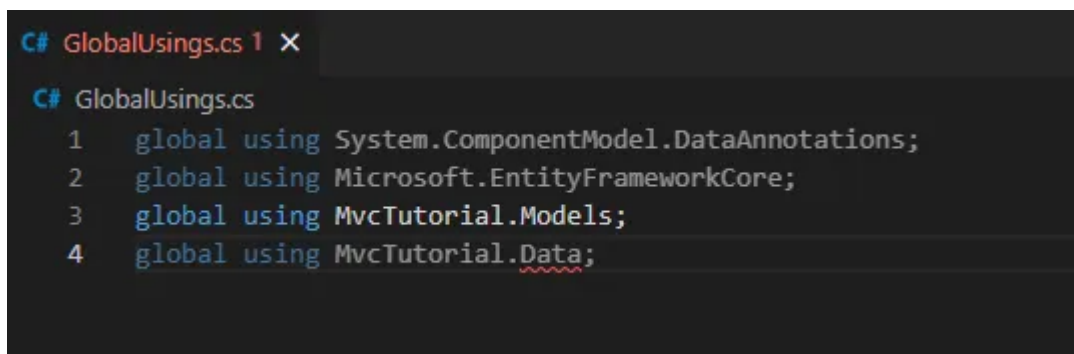 C# GlobalUsings.cs 1 ×
C# GlobalUsings.cs
1 global using System.ComponentModel.DataAnnotations;
2 global using Microsoft.EntityFrameworkCore;
3 global using MvcTutorial.Models;
4 global using MvcTutorial.Data;